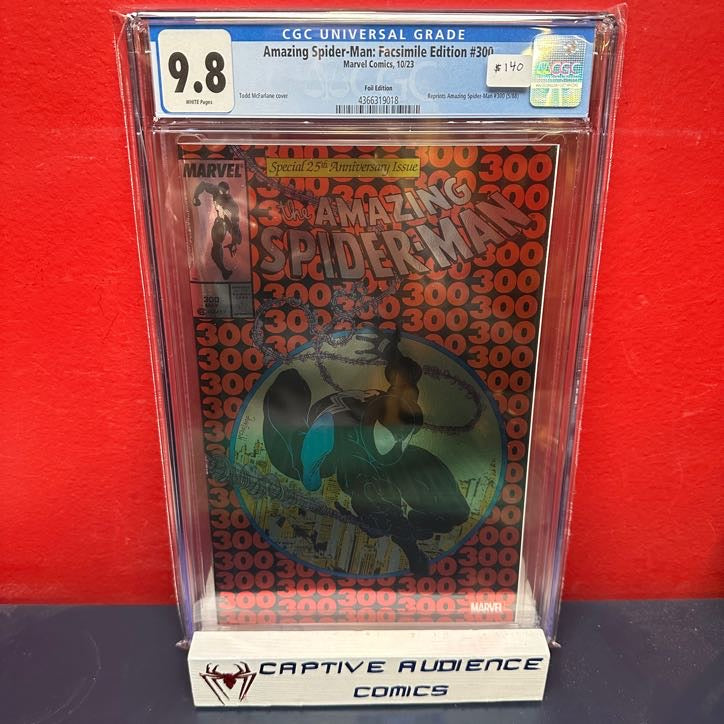 CGC UNIVERSAL GRADE
9.8
WHITE Pages
Amazing Spider-Man: Facsimile Edition #300
Marvel Comics, 10/23
Foil Edition
Todd McFarlane cover
4366319018
Reprints Amazing Spider-Man #300 (5/88)
$140
CGC
MARVEL
Special 25th Anniversary Issue
the AMAZING
SPIDER-MAN
300
MARVEL
CAPTIVE AUDIENCE
COMICS